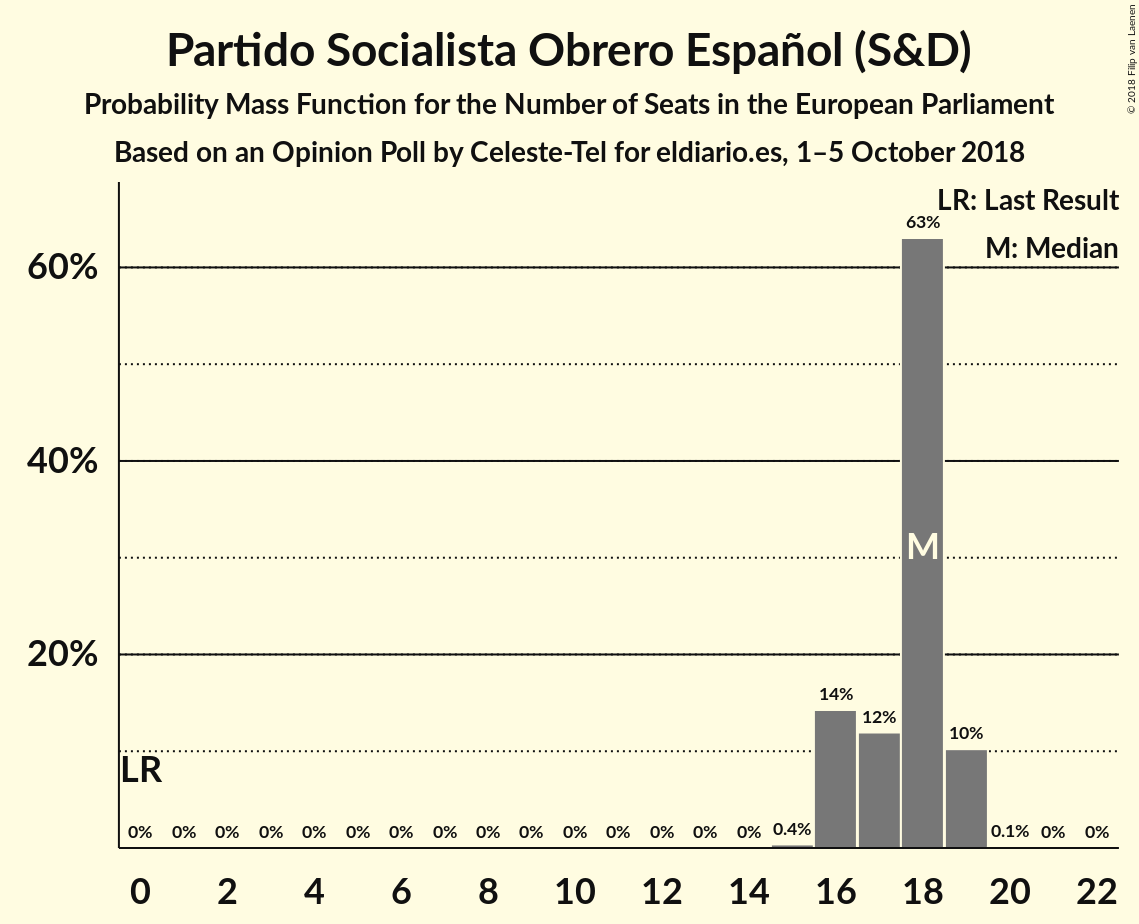 Partido Socialista Obrero Español (S&D)
Probability Mass Function for the Number of Seats in the European Parliament
Based on an Opinion Poll by Celeste-Tel for eldiario.es, 1–5 October 2018
© 2018 Filip van Laenen
LR: Last Result
M: Median
60%
40%
20%
63%
M
14%
12%
10%
LR
0% 0% 0% 0% 0% 0% 0% 0% 0% 0% 0% 0% 0% 0% 0% 0.4% 0.1% 0% 0%
0 2 4 6 8 10 12 14 16 18 20 22